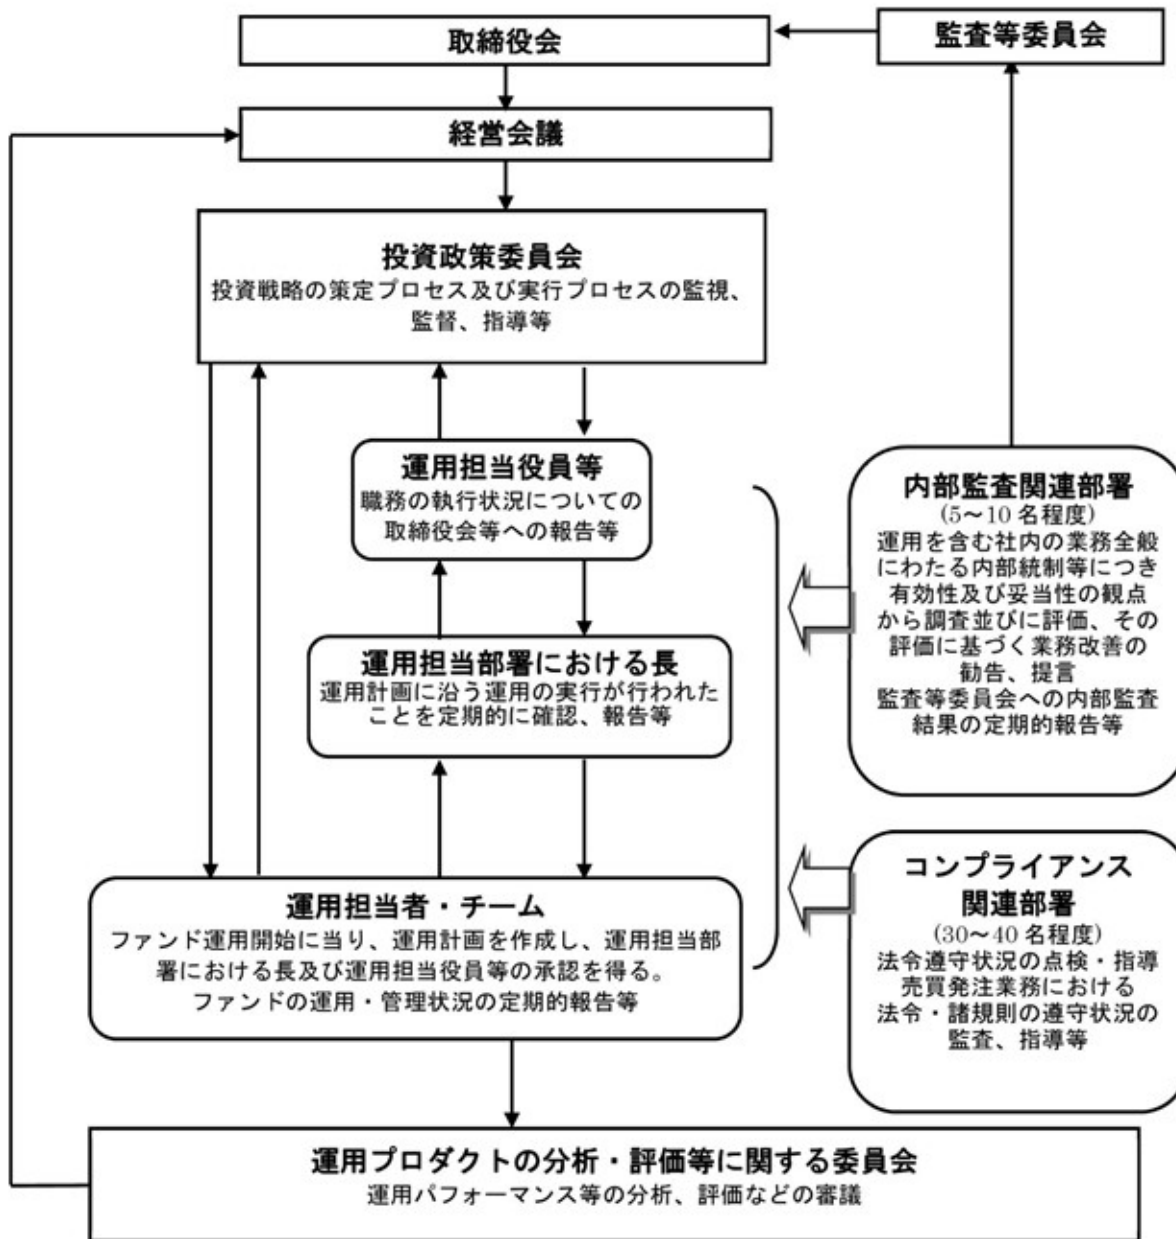 取締役会
監査等委員会
経営会議
投資政策委員会
投資戦略の策定プロセス及び実行プロセスの監視、
監督、指導等
運用担当役員等
職務の執行状況についての
取締役会等への報告等
運用担当部署における長
運用計画に沿う運用の実行が行われた
ことを定期的に確認、報告等
運用担当者・チーム
ファンド運用開始に当り、運用計画を作成し、運用担当部
署における長及び運用担当役員等の承認を得る。
ファンドの運用・管理状況の定期的報告等
内部監査関連部署
(5～10 名程度)
運用を含む社内の業務全般
にわたる内部統制等につき
有効性及び妥当性の観点
から調査並びに評価、その
評価に基づく業務改善の
勧告、提言
監査等委員会への内部監査
結果の定期的報告等
コンプライアンス
関連部署
(30～40 名程度)
法令遵守状況の点検・指導
売買発注業務における
法令・諸規則の遵守状況の
監査、指導等
運用プロダクトの分析・評価等に関する委員会
運用パフォーマンス等の分析、評価などの審議